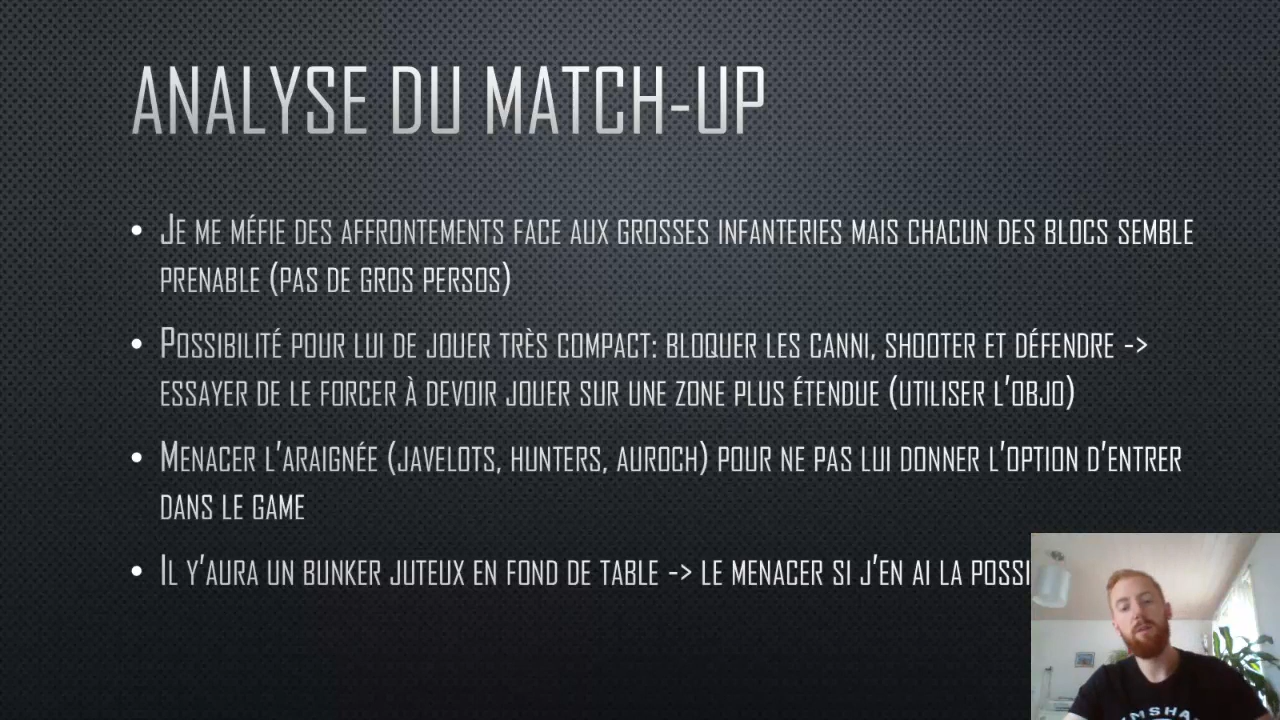 ANALYSE DU MATCH-UP
• JE ME MÉFIE DES AFFRONTEMENTS FACE AUX GROSSES INFANTERIES MAIS CHACUN DES BLOCS SEMBLE
PRENABLE (PAS DE GROS PERSOS)
• POSSIBILITÉ POUR LUI DE JOUER TRÈS COMPACT: BLOQUER LES CANNI, SHOOTER ET DÉFENDRE ->
ESSAYER DE LE FORCER À DEVOIR JOUER SUR UNE ZONE PLUS ÉTENDUE (UTILISER L'OBJO)
• MENACER L'ARAIGNÉE (JAVELOTS, HUNTERS, AUROCH) POUR NE PAS LUI DONNER L'OPTION D'ENTRER
DANS LE GAME
• IL Y'AURA UN BUNKER JUTEUX EN FOND DE TABLE -> LE MENACER SI J'EN AI LA POSSI